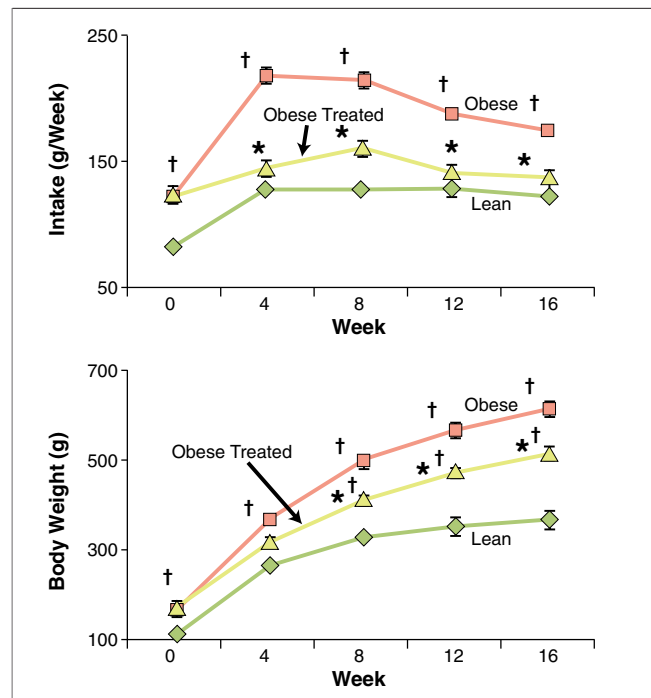 250
150
50
Intake (g/Week)
† † † † †
Obese
Obese Treated
* * * *
Lean
0 4 8 12 16
Week
700
500
300
100
Body Weight (g)
† † † † †
Obese
Obese Treated
*† *† *†
Lean
0 4 8 12 16
Week